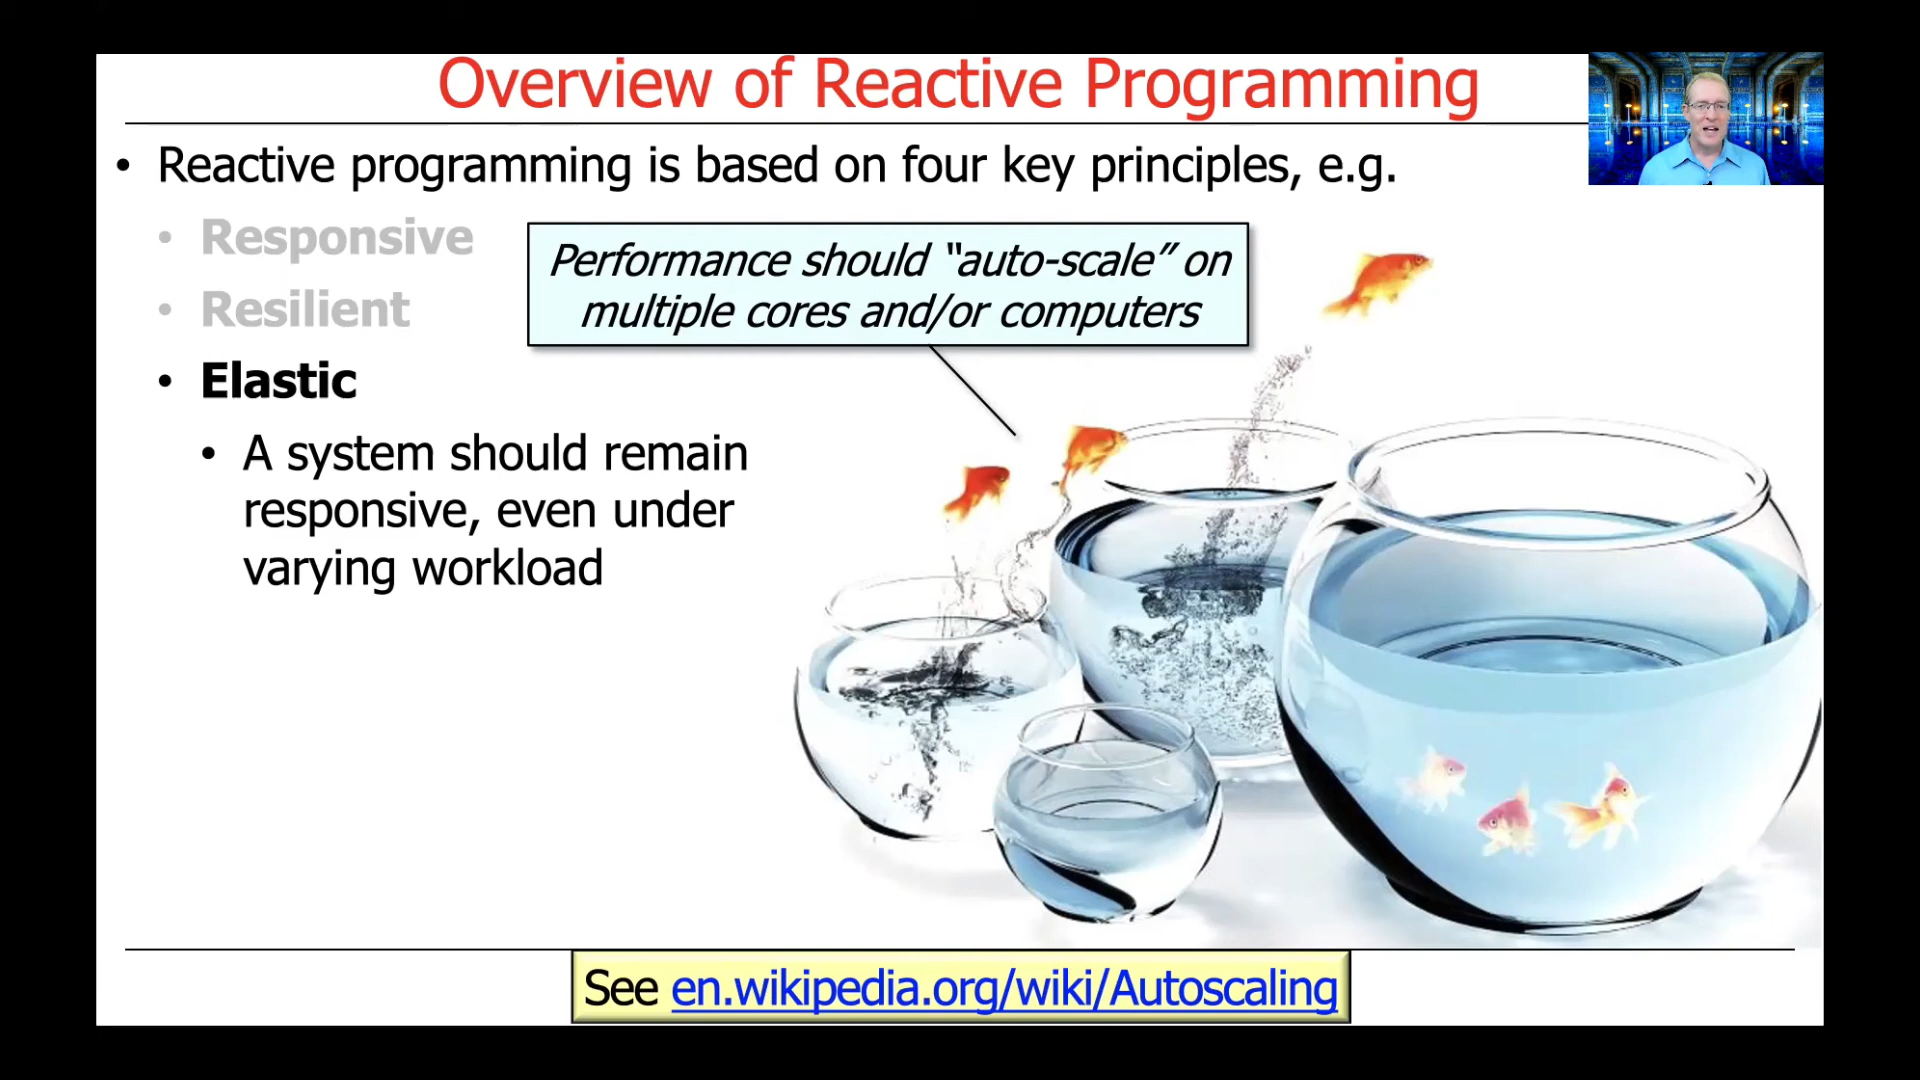 Overview of Reactive Programming
• Reactive programming is based on four key principles, e.g.
• Responsive
• Resilient
• Elastic
• A system should remain
responsive, even under
varying workload
Performance should “auto-scale” on
multiple cores and/or computers
See en.wikipedia.org/wiki/Autoscaling